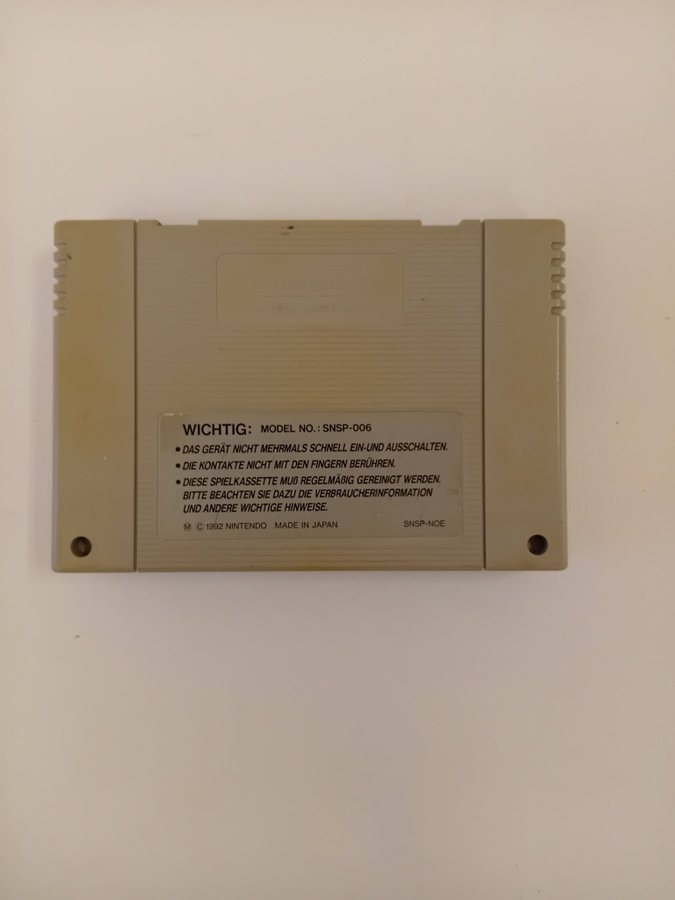 WICHTIG: MODEL NO.: SNSP-006
• DAS GERÄT NICHT MEHRMALS SCHNELL EIN-UND AUSSCHALTEN.
• DIE KONTAKTE NICHT MIT DEN FINGERN BERÜHREN.
• DIESE SPIELKASSETTE MUß REGELMÄßIG GEREINIGT WERDEN.
BITTE BEACHTEN SIE DAZU DIE VERBRAUCHERINFORMATION
UND ANDERE WICHTIGE HINWEISE.
Ⓜ © 1992 NINTENDO MADE IN JAPAN SNSP-NOE